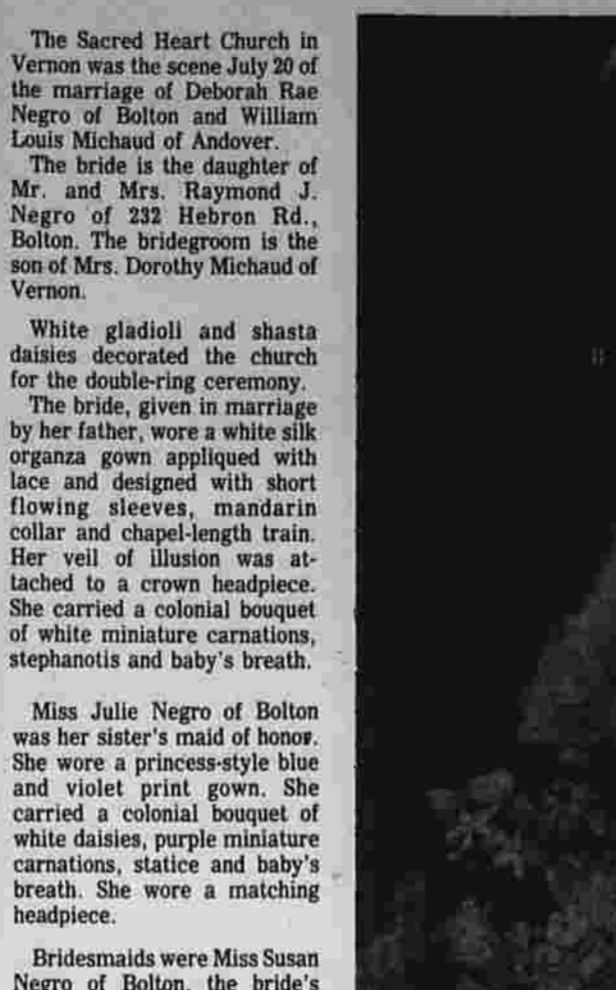 The Sacred Heart Church in
Vernon was the scene July 20 of
the marriage of Deborah Rae
Negro of Bolton and William
Louis Michaud of Andover.
The bride is the daughter of
Mr. and Mrs. Raymond J.
Negro of 232 Hebron Rd.,
Bolton. The bridegroom is the
son of Mrs. Dorothy Michaud of
Vernon.
White gladioli and shasta
daisies decorated the church
for the double-ring ceremony.
The bride, given in marriage
by her father, wore a white silk
organza gown appliqued with
lace and designed with short
flowing sleeves, mandarin
collar and chapel-length train.
Her veil of illusion was at-
tached to a crown headpiece.
She carried a colonial bouquet
of white miniature carnations,
stephanotis and baby's breath.
Miss Julie Negro of Bolton
was her sister's maid of honor.
She wore a princess-style blue
and violet print gown. She
carried a colonial bouquet of
white daisies, purple miniature
carnations, statice and baby's
breath. She wore a matching
headpiece.
Bridesmaids were Miss Susan
Negro of Bolton, the bride's